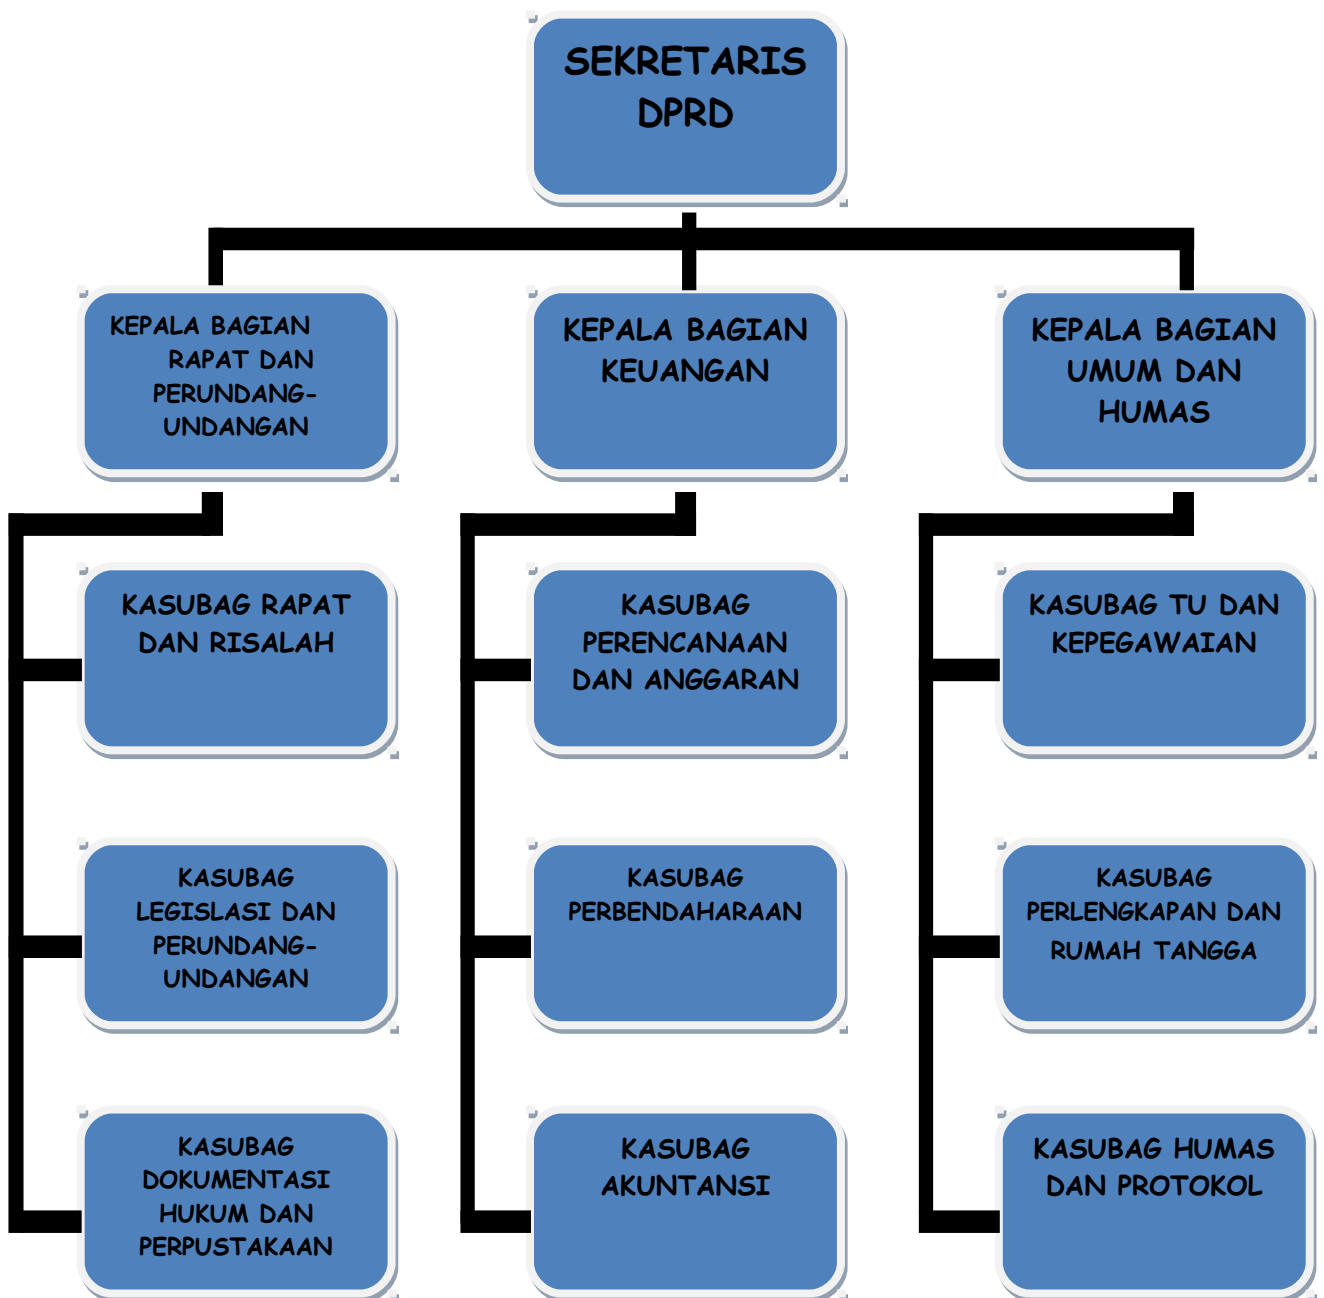 SEKRETARIS
DPRD
KEPALA BAGIAN
RAPAT DAN
PERUNDANG-
UNDANGAN
KEPALA BAGIAN
KEUANGAN
KEPALA BAGIAN
UMUM DAN
HUMAS
KASUBAG RAPAT
DAN RISALAH
KASUBAG
PERENCANAAN
DAN ANGGARAN
KASUBAG TU DAN
KEPEGAWAIAN
KASUBAG
LEGISLASI DAN
PERUNDANG-
UNDANGAN
KASUBAG
PERBENDAHARAAN
KASUBAG
PERLENGKAPAN DAN
RUMAH TANGGA
KASUBAG
DOKUMENTASI
HUKUM DAN
PERPUSTAKAAN
KASUBAG
AKUNTANSI
KASUBAG HUMAS
DAN PROTOKOL